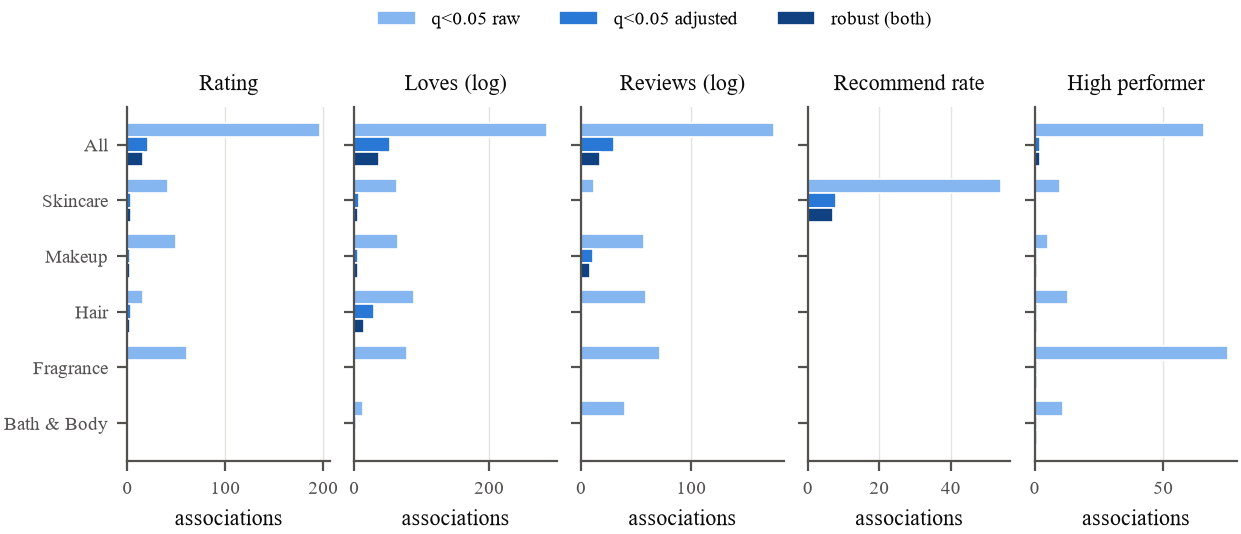 q<0.05 raw q<0.05 adjusted robust (both)
Rating Loves (log) Reviews (log) Recommend rate High performer
All
Skincare
Makeup
Hair
Fragrance
Bath & Body
0 100 200 0 200 0 100 0 20 40 0 50
associations associations associations associations associations